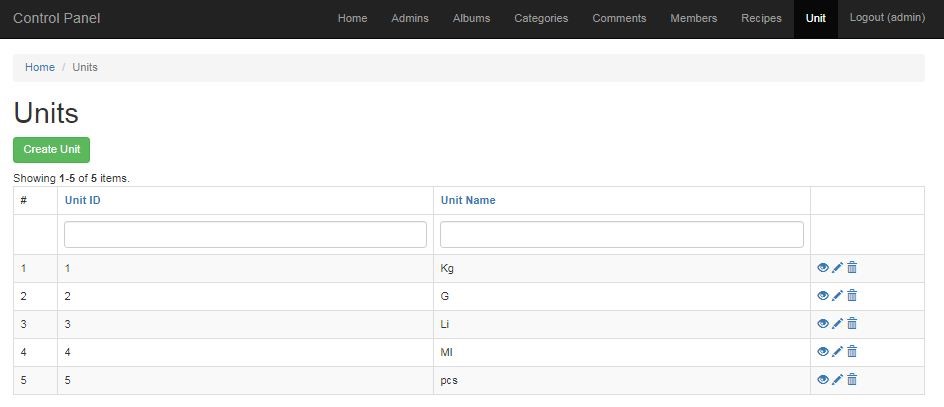 Control Panel Home Admins Albums Categories Comments Members Recipes Unit Logout (admin)
Home / Units
Units
Create Unit
Showing 1-5 of 5 items.
# Unit ID Unit Name
1 1 Kg
2 2 G
3 3 Li
4 4 Ml
5 5 pcs